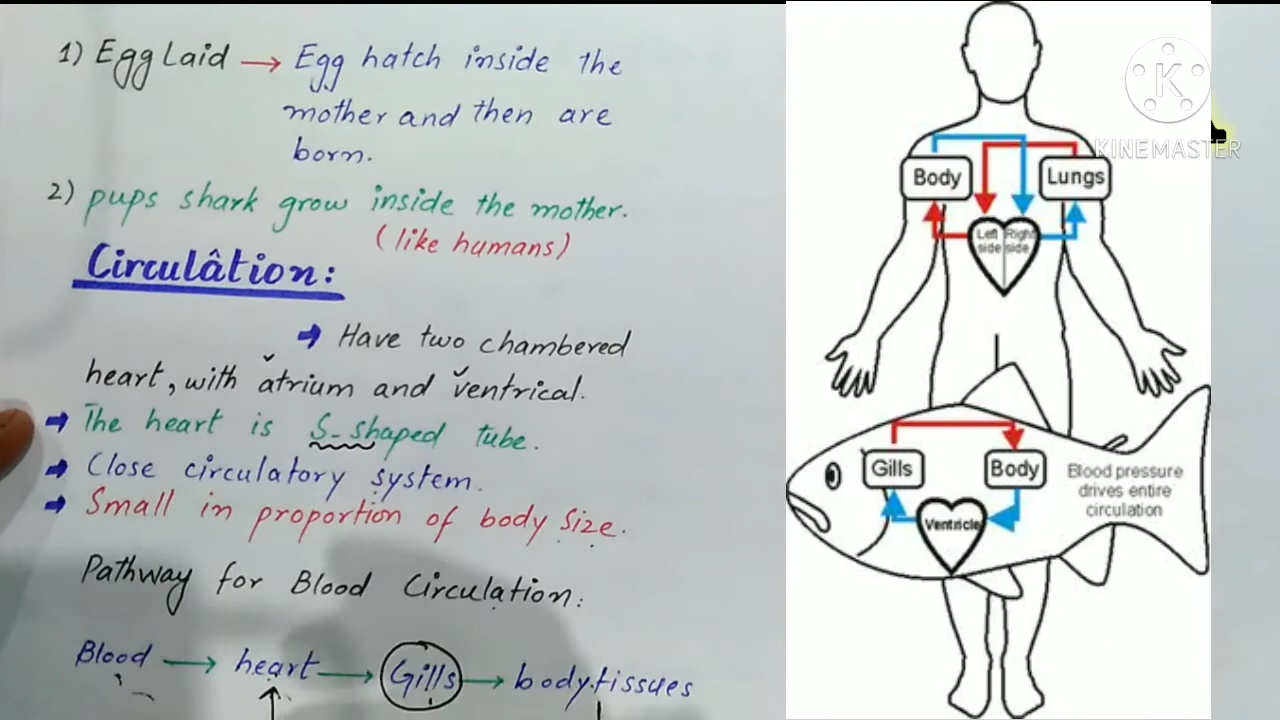 1) Egg Laid → Egg hatch inside the
mother and then are
born.
2) pups shark grow inside the mother.
(like humans)
Circulâtion:
→ Have two chambered
heart, with atrium and ventrical.
→ The heart is S-shaped tube.
→ Close circulatory system.
→ Small in proportion of body size.
Pathway for Blood Circulation:
Blood → heart → Gills → body tissues
K
KINEMASTER
Body
Lungs
Left side
Right side
Gills
Body
Ventricle
Blood pressure
drives entire
circulation